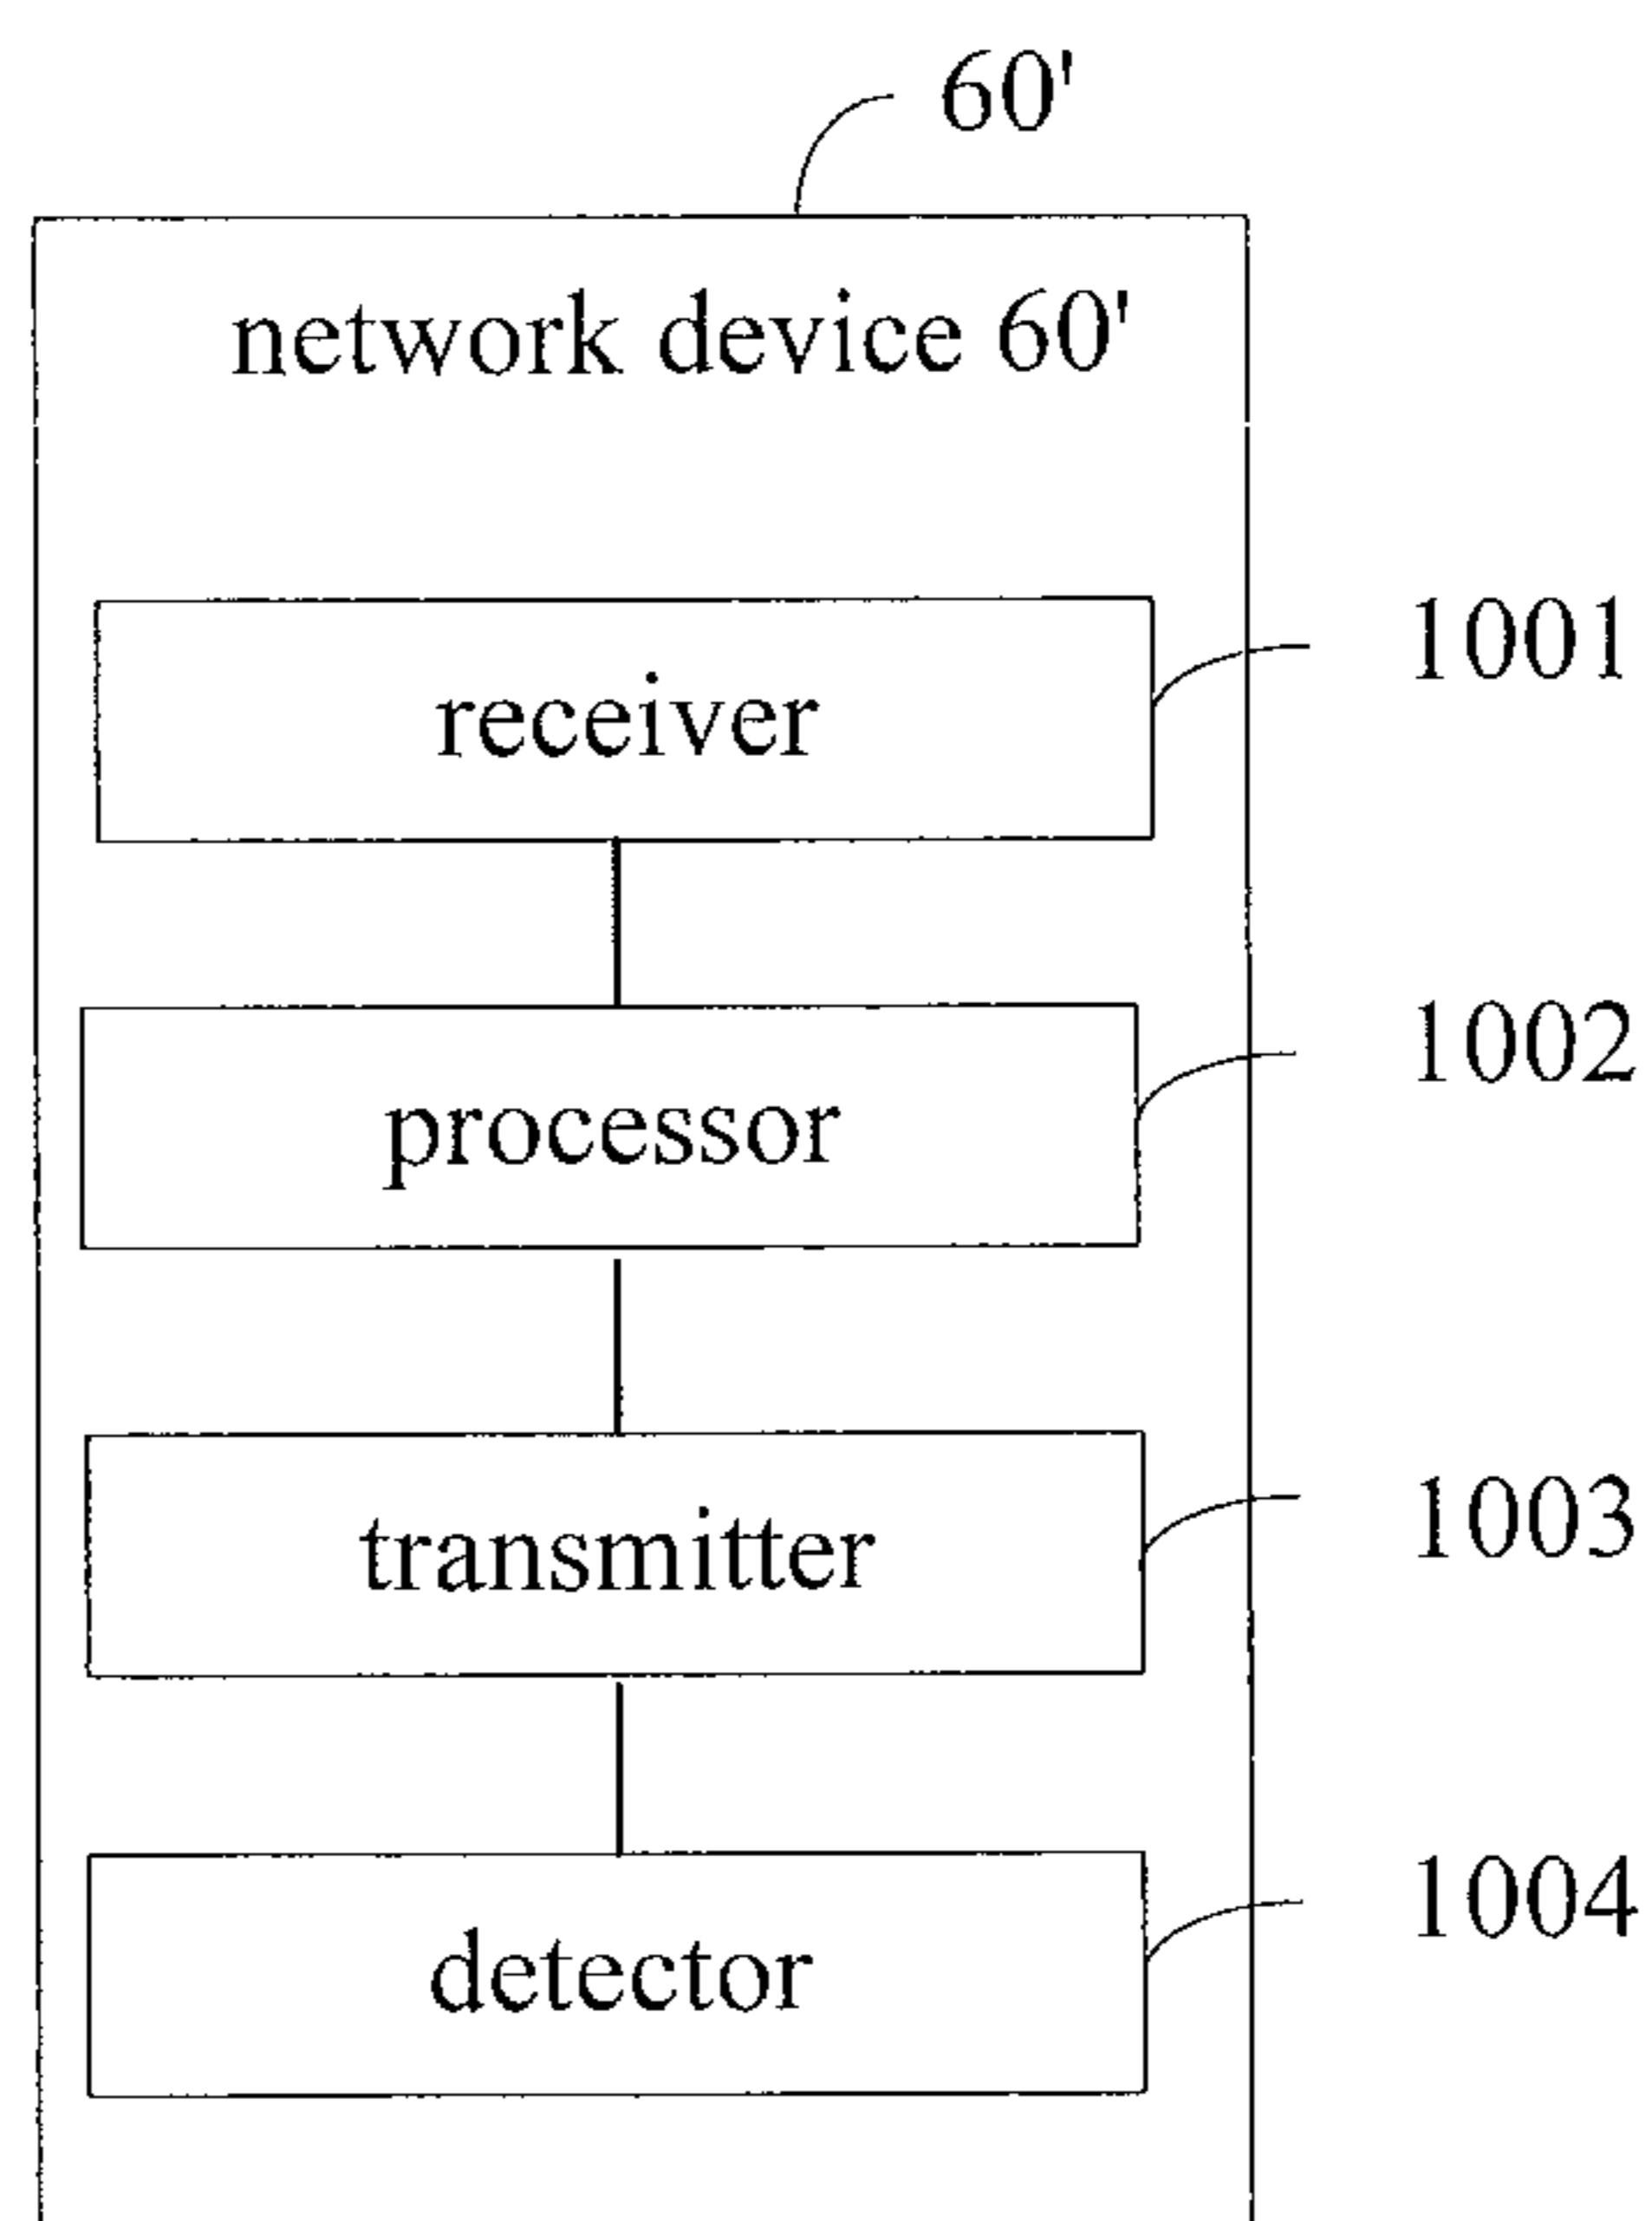 60'
network device 60'
1001
receiver
1002
processor
1003
transmitter
1004
detector